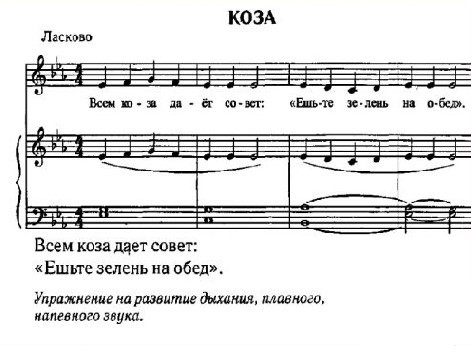 КОЗА
Ласково
Всем ко - за да - ёт со - вет: «Ешь-те зе - лень на о-бед».
Всем коза дает совет:
«Ешьте зелень на обед».
Упражнение на развитие дыхания, плавного,
напевного звука.